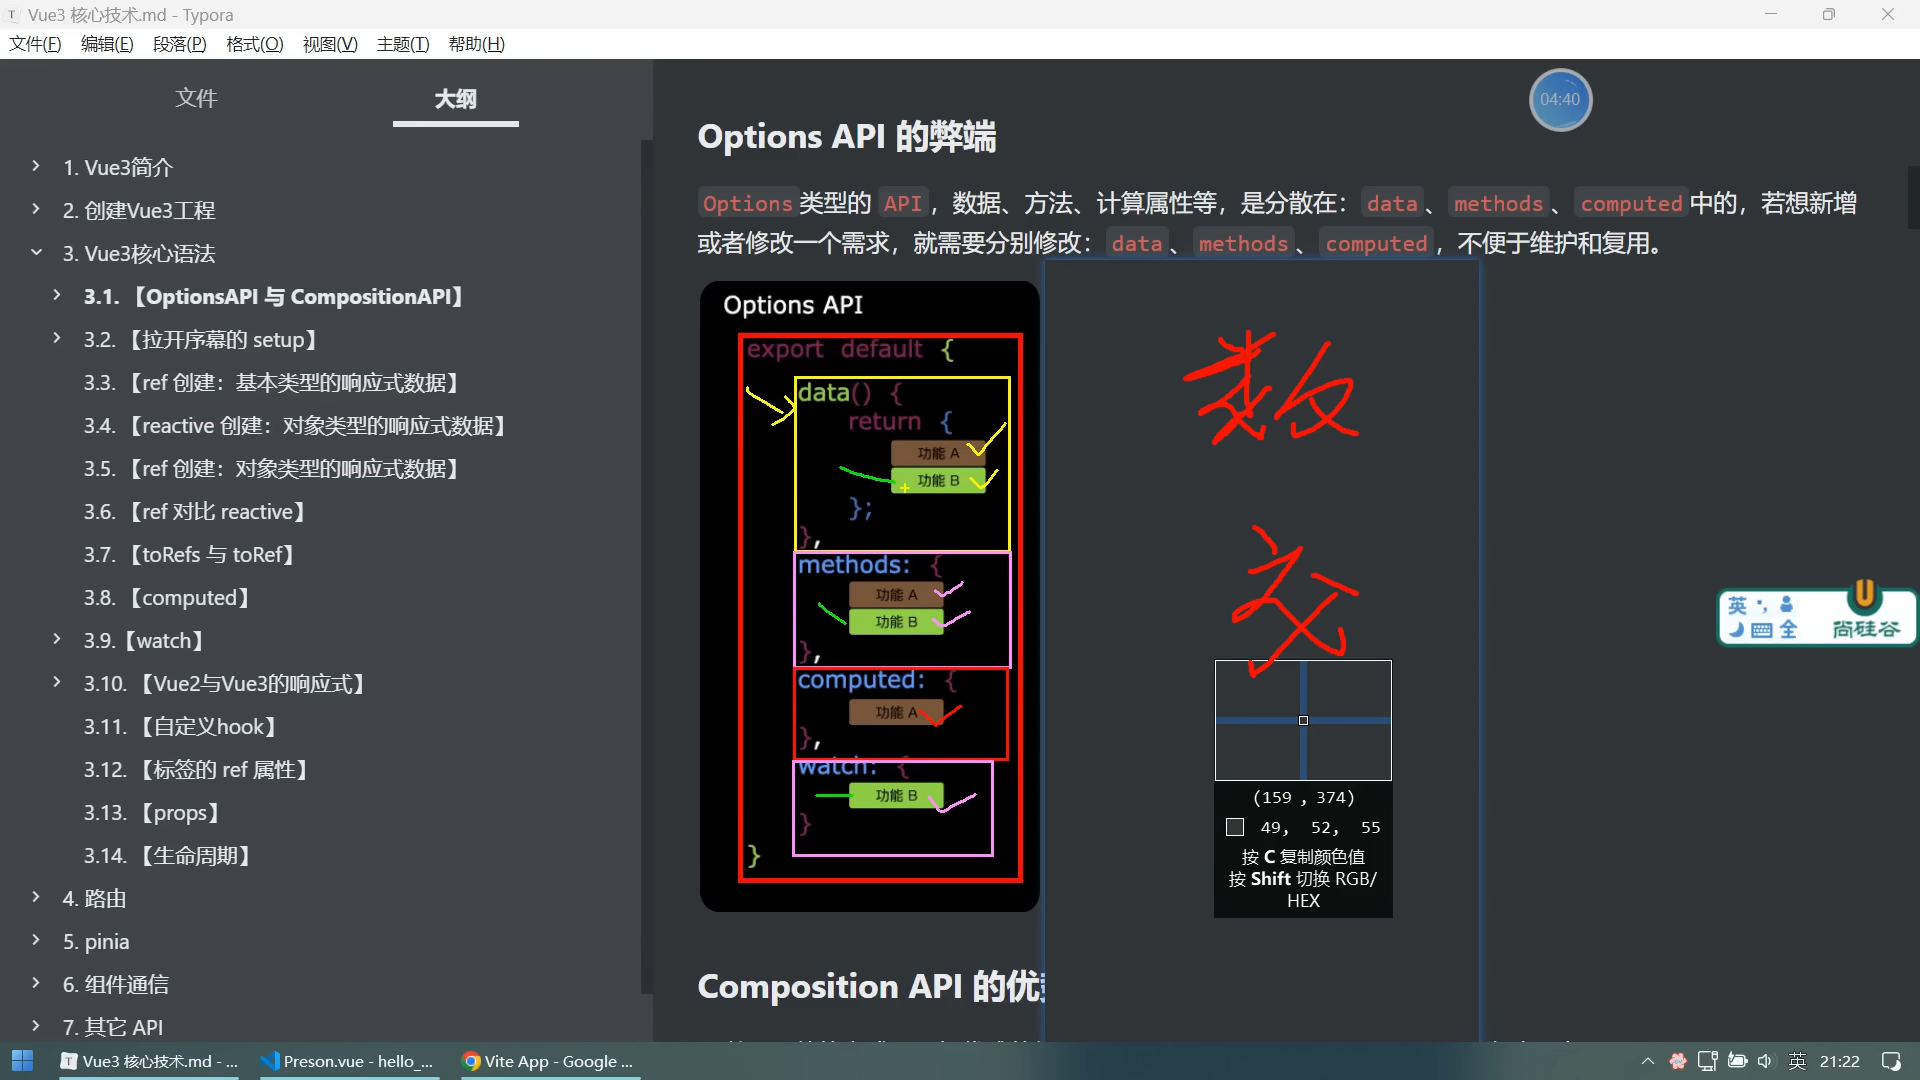 Vue3 核心技术.md - Typora
文件(F) 编辑(E) 段落(P) 格式(O) 视图(V) 主题(T) 帮助(H)
文件 大纲
1. Vue3简介
2. 创建Vue3工程
3. Vue3核心语法
3.1. 【OptionsAPI 与 CompositionAPI】
3.2. 【拉开序幕的 setup】
3.3. 【ref 创建：基本类型的响应式数据】
3.4. 【reactive 创建：对象类型的响应式数据】
3.5. 【ref 创建：对象类型的响应式数据】
3.6. 【ref 对比 reactive】
3.7. 【toRefs 与 toRef】
3.8. 【computed】
3.9.【watch】
3.10. 【Vue2与Vue3的响应式】
3.11. 【自定义hook】
3.12. 【标签的 ref 属性】
3.13. 【props】
3.14. 【生命周期】
4. 路由
5. pinia
6. 组件通信
7. 其它 API
04:40
Options API 的弊端
Options类型的 API，数据、方法、计算属性等，是分散在：data、methods、computed中的，若想新增
或者修改一个需求，就需要分别修改：data、methods、computed，不便于维护和复用。
Options API
export default {
data() {
return {
功能 A
功能 B
};
},
methods: {
功能 A
功能 B
},
computed: {
功能 A
},
watch: {
功能 B
}
}
数
(159 , 374)
49, 52, 55
按 C 复制颜色值
按 Shift 切换 RGB/
HEX
英 全 尚硅谷
Composition API 的优
Vue3 核心技术.md - ... Preson.vue - hello_... Vite App - Google ... 英 21:22